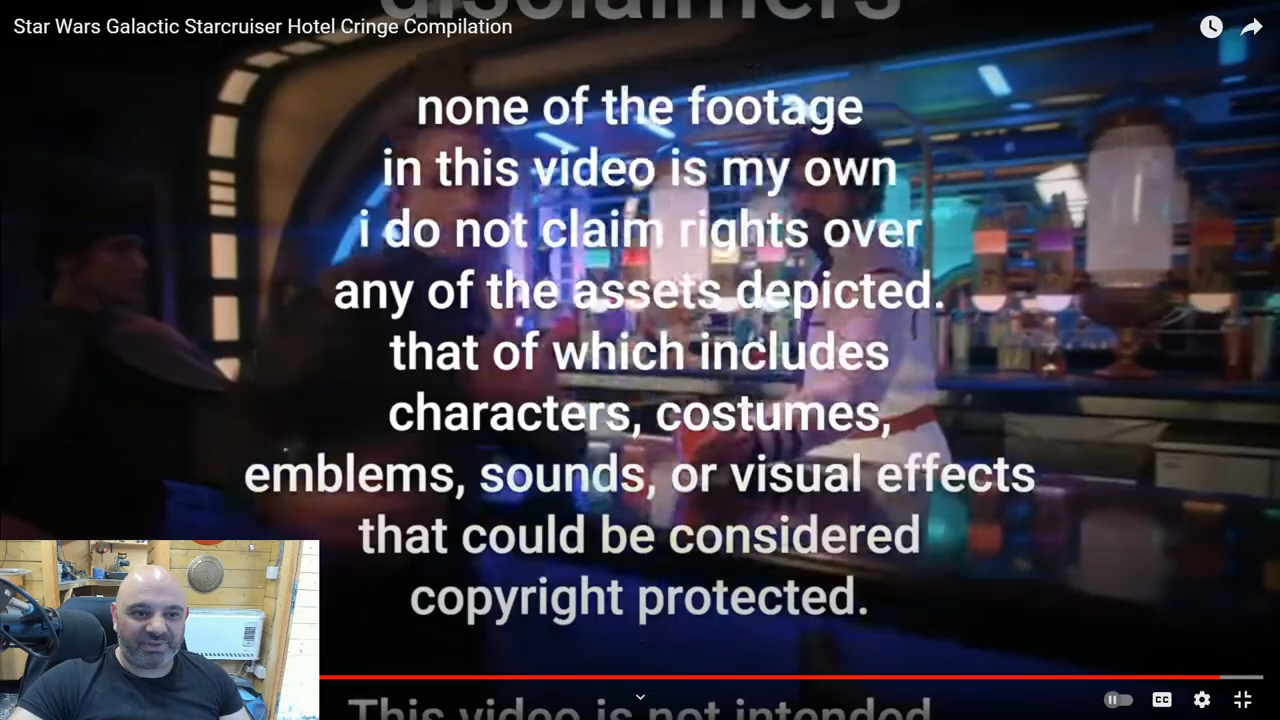 disclaimers
Star Wars Galactic Starcruiser Hotel Cringe Compilation
none of the footage
in this video is my own
i do not claim rights over
any of the assets depicted.
that of which includes
characters, costumes,
emblems, sounds, or visual effects
that could be considered
copyright protected.
This video is not intended
CC